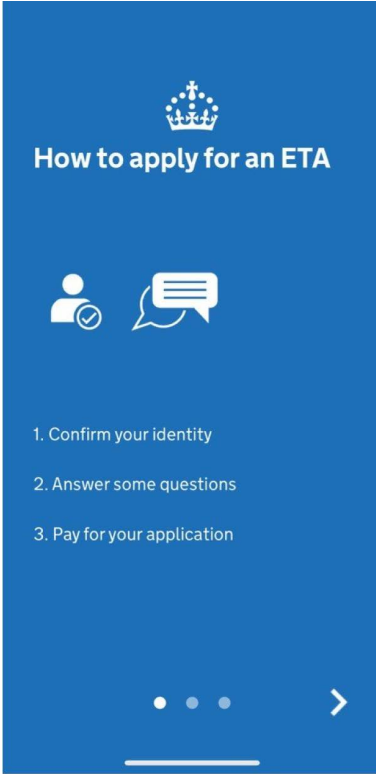 How to apply for an ETA
1. Confirm your identity
2. Answer some questions
3. Pay for your application